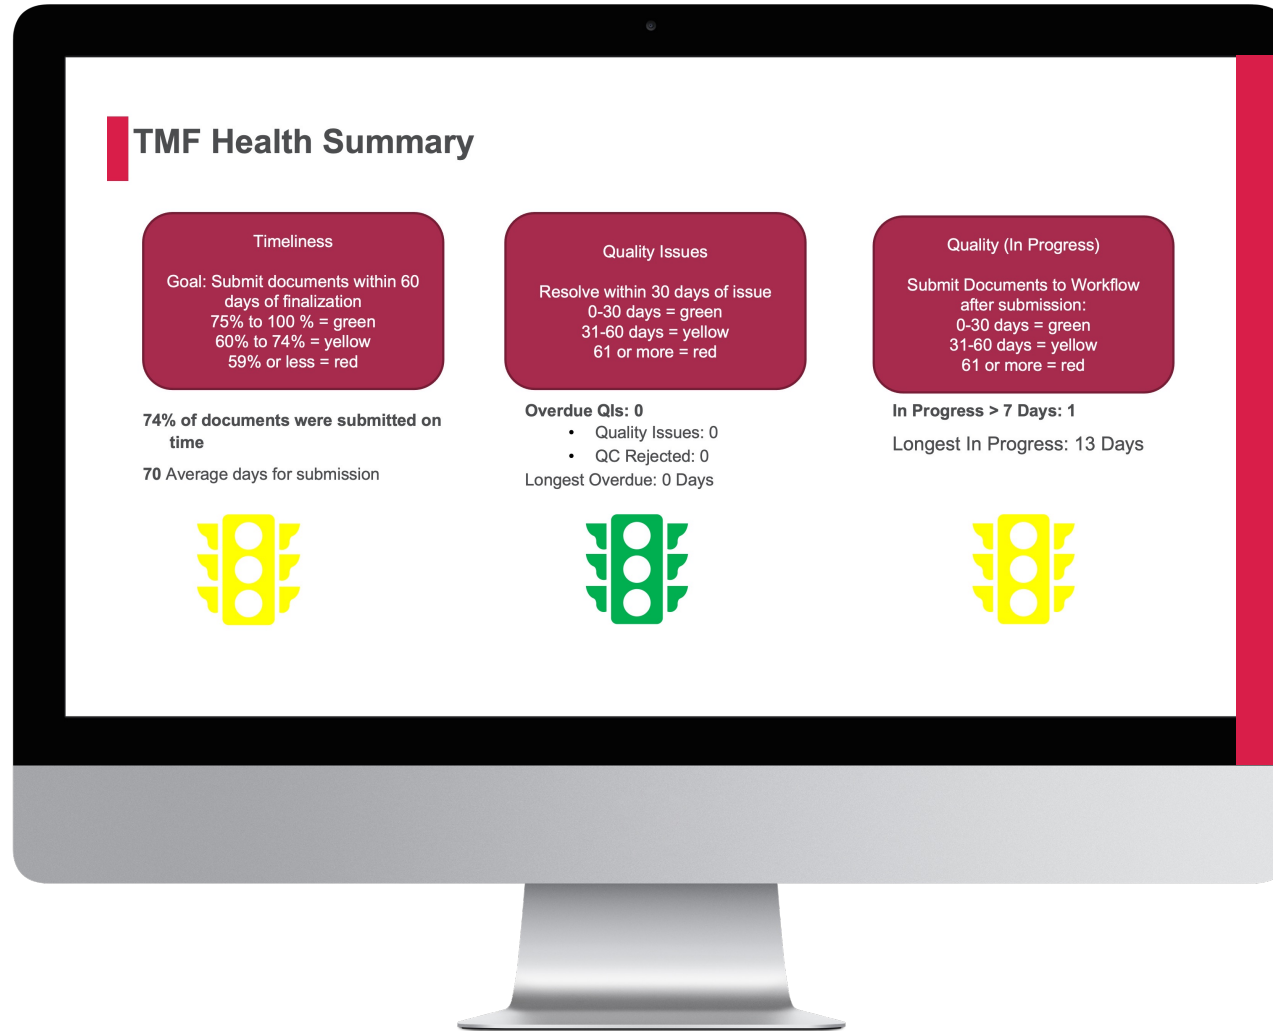 TMF Health Summary
Timeliness
Goal: Submit documents within 60
days of finalization
75% to 100 % = green
60% to 74% = yellow
59% or less = red
74% of documents were submitted on
time
70 Average days for submission
Quality Issues
Resolve within 30 days of issue
0-30 days = green
31-60 days = yellow
61 or more = red
Overdue QIs: 0
• Quality Issues: 0
• QC Rejected: 0
Longest Overdue: 0 Days
Quality (In Progress)
Submit Documents to Workflow
after submission:
0-30 days = green
31-60 days = yellow
61 or more = red
In Progress > 7 Days: 1
Longest In Progress: 13 Days